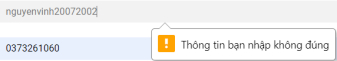 nguyenvinh20072002
Thông tin bạn nhập không đúng
0373261060